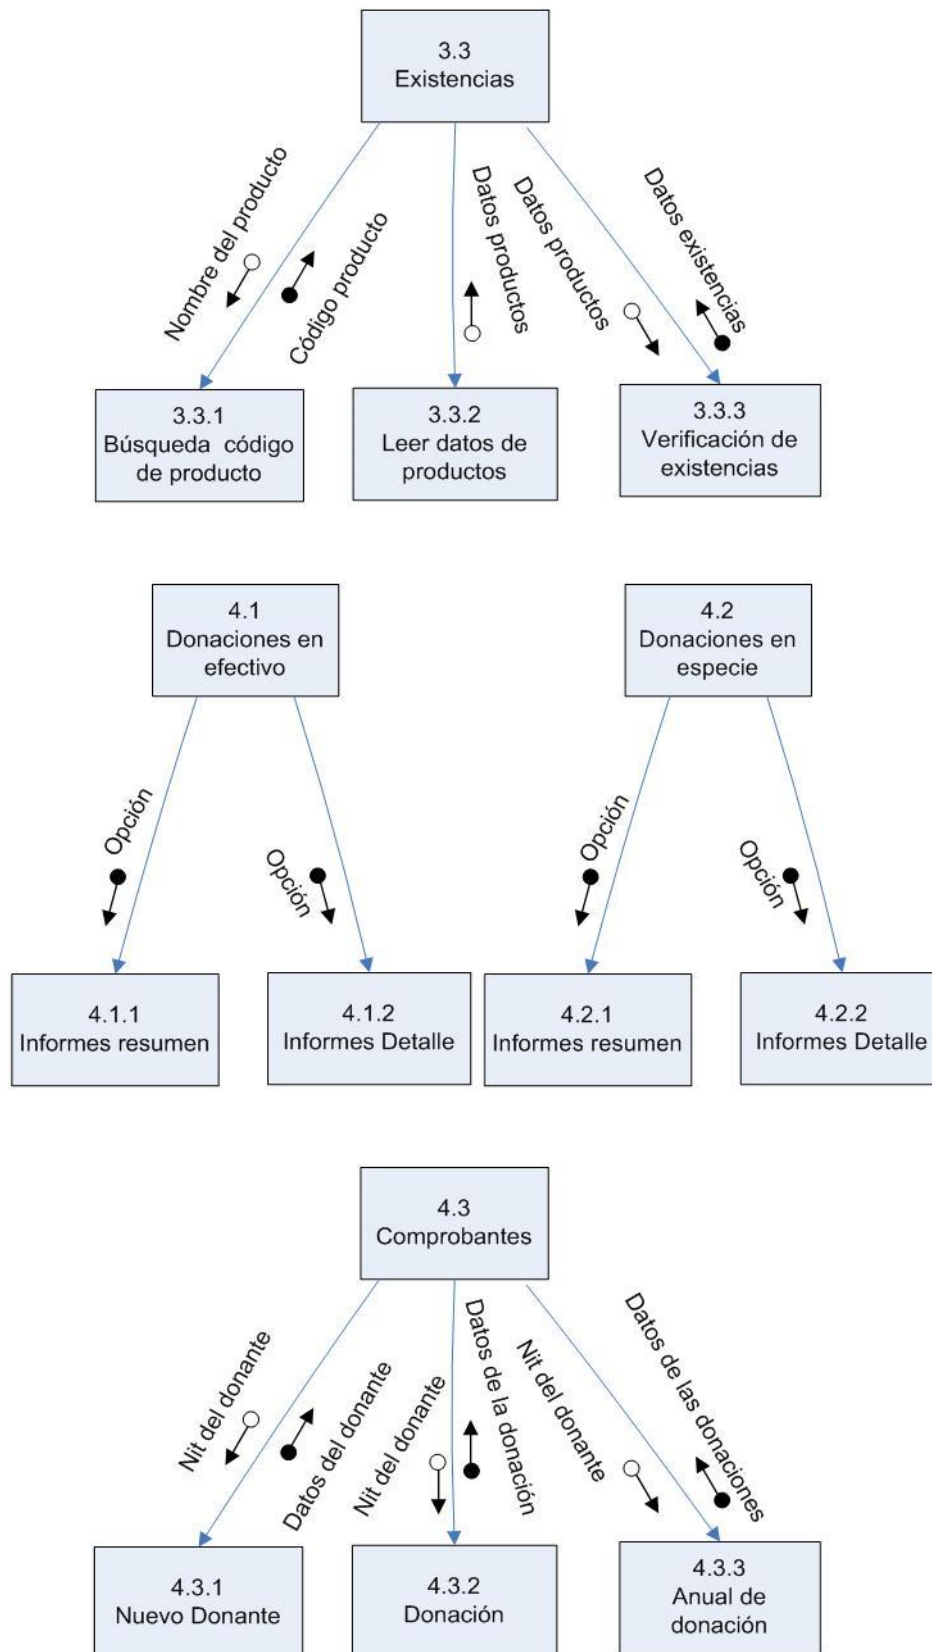 3.3
Existencias
Nombre del producto
Código producto
Datos productos
Datos productos
Datos existencias
3.3.1
Búsqueda código
de producto
3.3.2
Leer datos de
productos
3.3.3
Verificación de
existencias
4.1
Donaciones en
efectivo
4.2
Donaciones en
especie
Opción
Opción
Opción
Opción
4.1.1
Informes resumen
4.1.2
Informes Detalle
4.2.1
Informes resumen
4.2.2
Informes Detalle
4.3
Comprobantes
Nit del donante
Datos del donante
Nit del donante
Datos de la donación
Nit del donante
Datos de las donaciones
4.3.1
Nuevo Donante
4.3.2
Donación
4.3.3
Anual de
donación